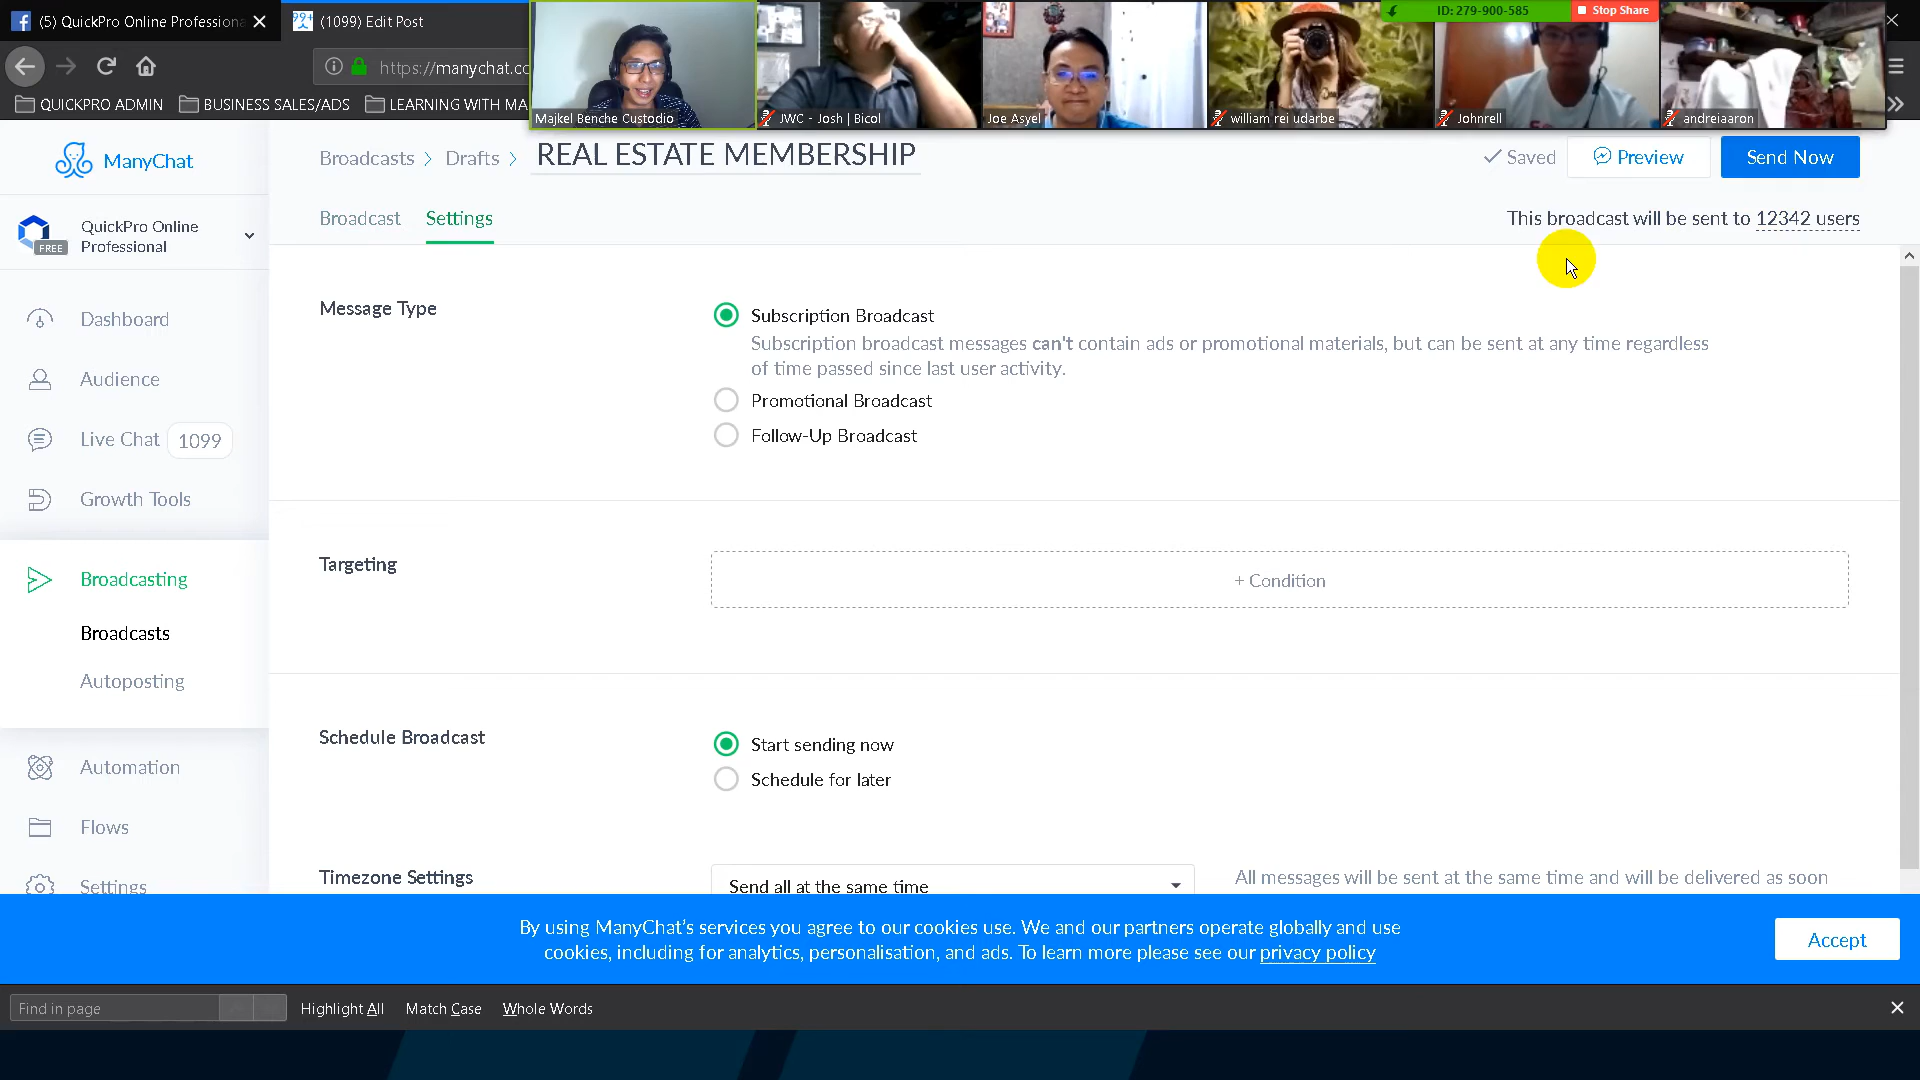 (5) QuickPro Online Professiona
(1099) Edit Post
ID: 279-900-585
Stop Share
https://manychat.co
QUICKPRO ADMIN
BUSINESS SALES/ADS
LEARNING WITH MA
Majkel Benche Custodio
JWC - Josh | Bicol
Joe Asyel
william rei udarbe
Johnrell
andreiaaron
ManyChat
Broadcasts
Drafts
REAL ESTATE MEMBERSHIP
Saved
Preview
Send Now
QuickPro Online
Professional
FREE
Broadcast
Settings
This broadcast will be sent to 12342 users
Dashboard
Audience
Live Chat 1099
Growth Tools
Broadcasting
Broadcasts
Autoposting
Automation
Flows
Settings
Message Type
Subscription Broadcast
Subscription broadcast messages can't contain ads or promotional materials, but can be sent at any time regardless
of time passed since last user activity.
Promotional Broadcast
Follow-Up Broadcast
Targeting
+ Condition
Schedule Broadcast
Start sending now
Schedule for later
Timezone Settings
Send all at the same time
All messages will be sent at the same time and will be delivered as soon
By using ManyChat's services you agree to our cookies use. We and our partners operate globally and use
cookies, including for analytics, personalisation, and ads. To learn more please see our privacy policy
Accept
Find in page
Highlight All
Match Case
Whole Words